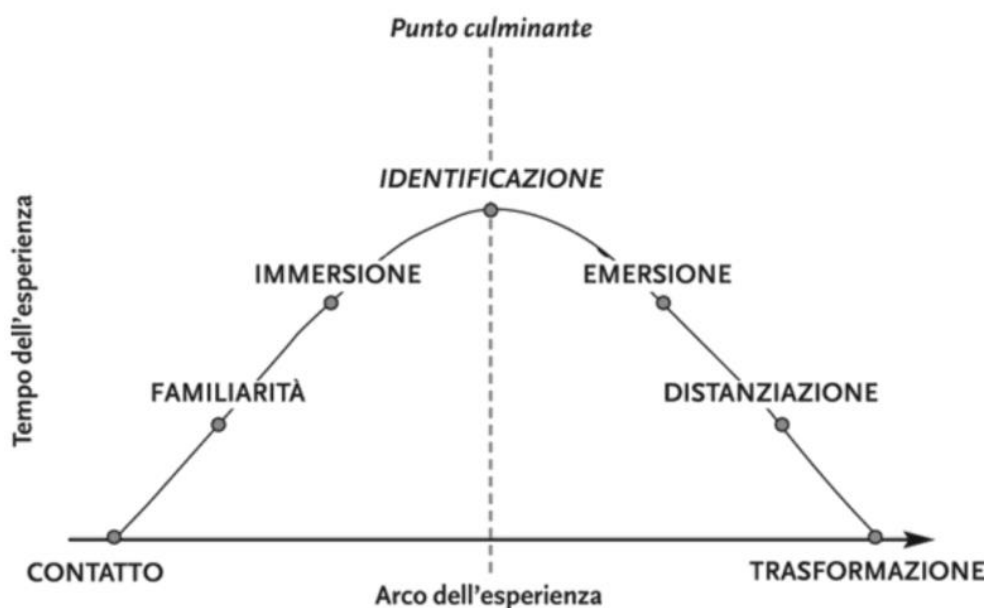 Punto culminante
IDENTIFICAZIONE
IMMERSIONE
EMERSIONE
Tempo dell'esperienza
FAMILIARITÀ
DISTANZIAZIONE
CONTATTO
TRASFORMAZIONE
Arco dell'esperienza